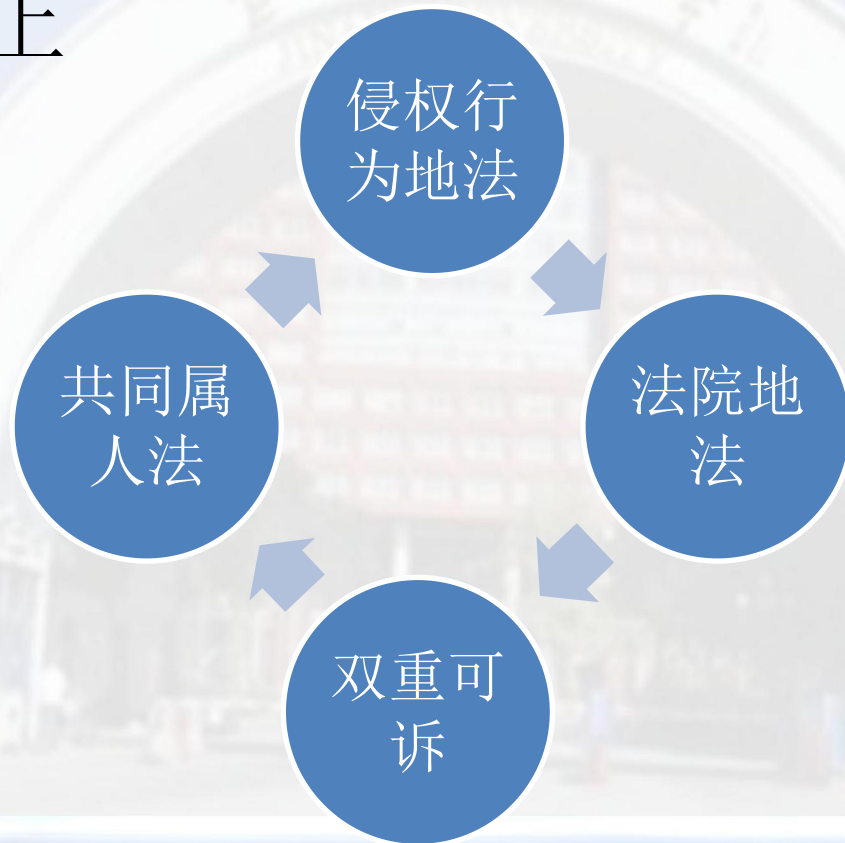 上
侵权行
为地法
共同属
人法
法院地
法
双重可
诉